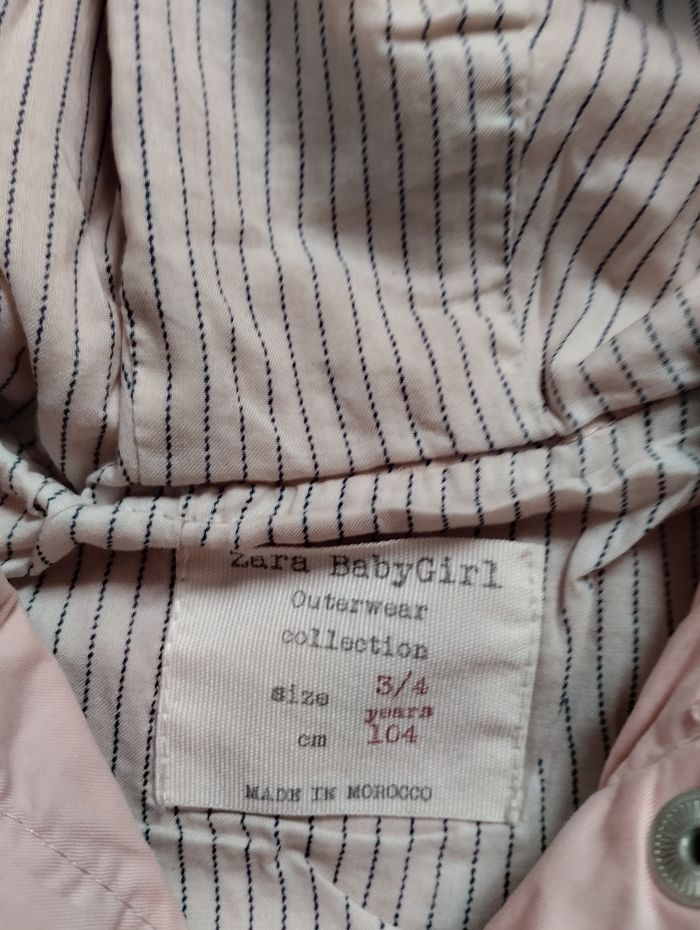 Zara BabyGirl
Outerwear
collection
size 3/4
years
cm 104
MADE IN MOROCCO